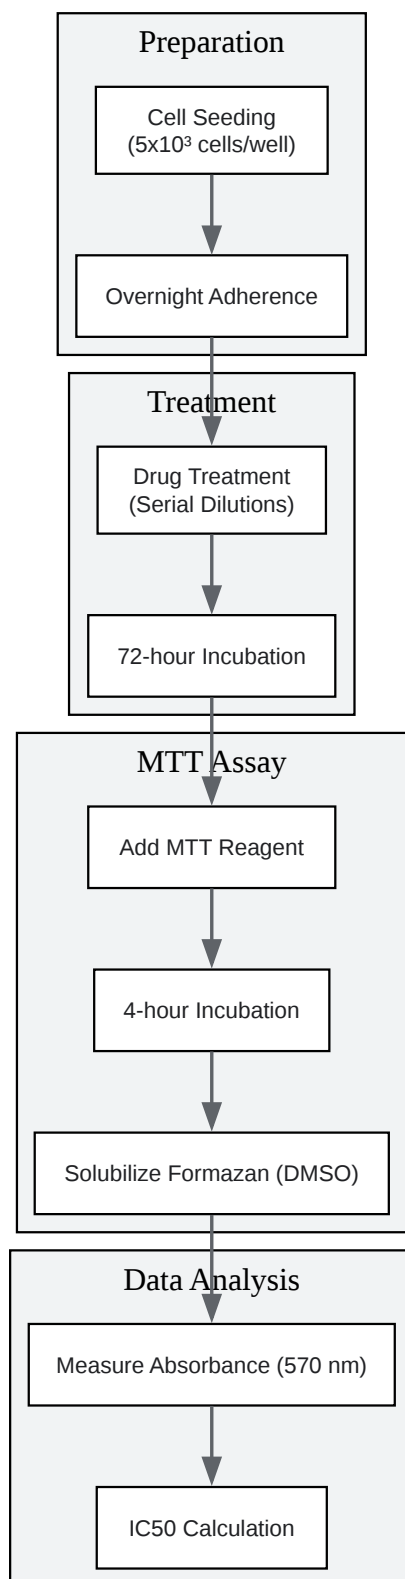 Preparation
Cell Seeding
(5x10³ cells/well)
Overnight Adherence
Treatment
Drug Treatment
(Serial Dilutions)
72-hour Incubation
MTT Assay
Add MTT Reagent
4-hour Incubation
Solubilize Formazan (DMSO)
Data Analysis
Measure Absorbance (570 nm)
IC50 Calculation